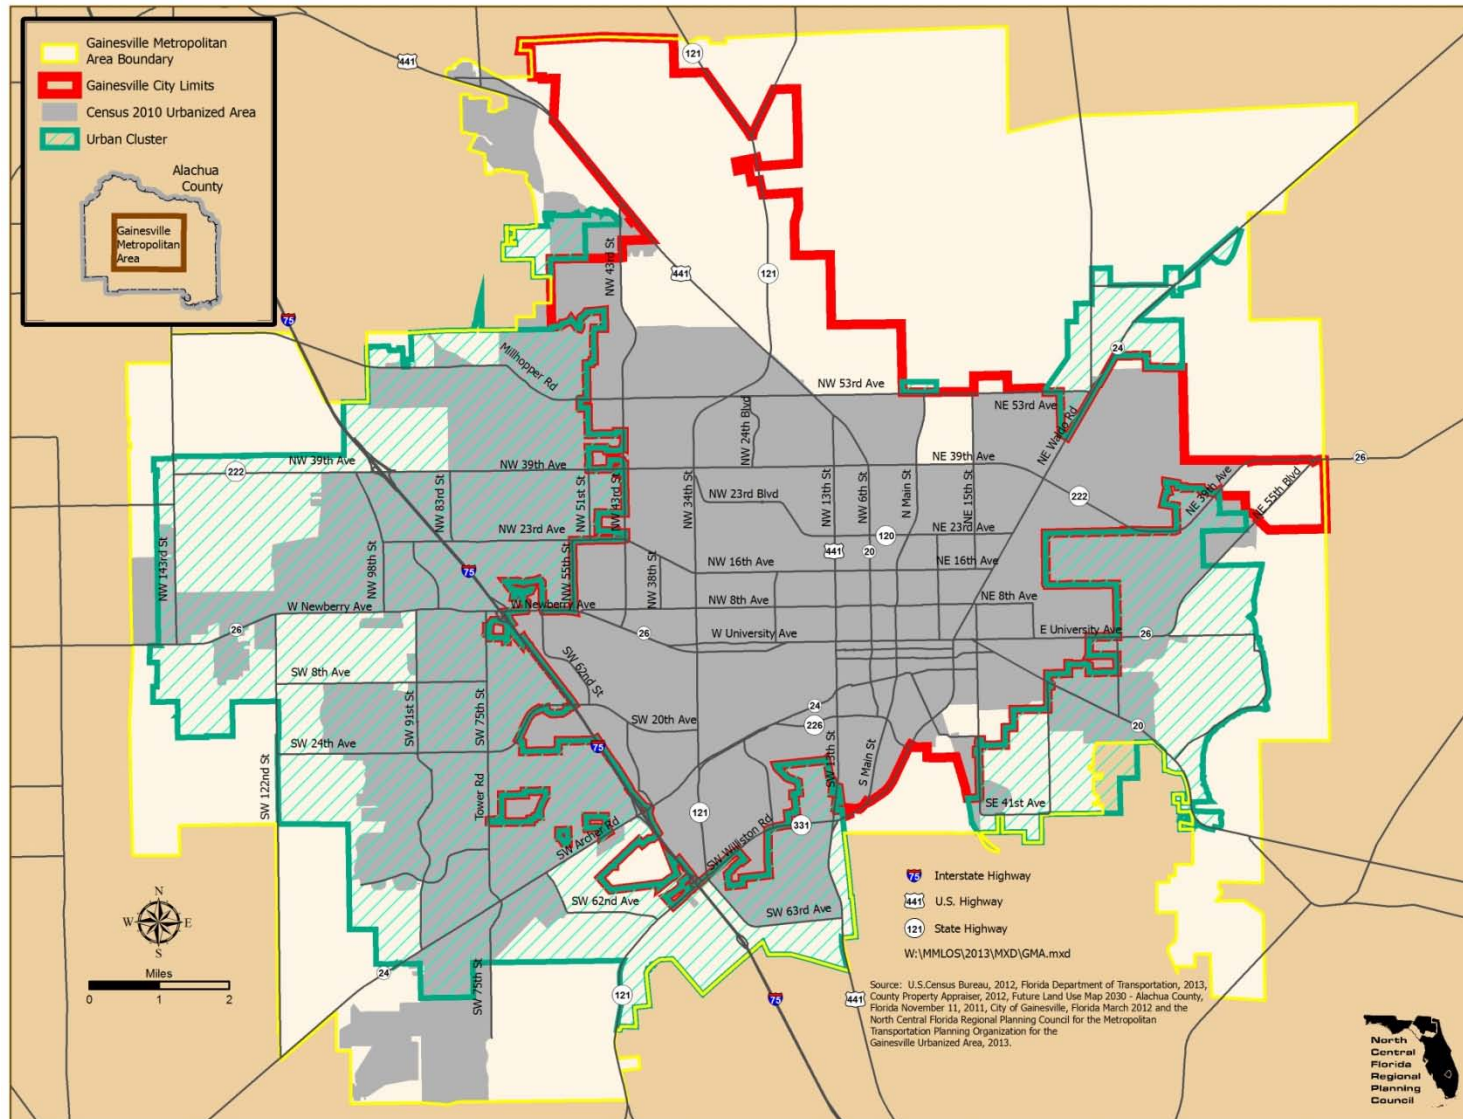 Gainesville Metropolitan
Area Boundary
Gainesville City Limits
Census 2010 Urbanized Area
Urban Cluster
Alachua
County
Gainesville
Metropolitan
Area
441
121
NW 43rd St
441
121
75
24
Millhopper Rd
NW 53rd Ave
NE 53rd Ave
NE Waldo Rd
NW 24th Blvd
222
NW 39th Ave
NW 39th Ave
NE 39th Ave
26
NE 39th Ave
NE 55th Blvd
NW 83rd St
NW 51st St
NW 43rd St
NW 34th St
NW 23rd Blvd
NW 13th St
NW 6th St
N Main St
NE 15th St
222
NW 23rd Ave
120
NE 23rd Ave
441
20
NW 143rd St
NW 98th St
75
NW 55th St
NW 38th St
NW 16th Ave
NE 16th Ave
W Newberry Ave
W Newberry Ave
NW 8th Ave
NE 8th Ave
26
26
W University Ave
E University Ave
26
SW 8th Ave
SW 62nd St
SW 91st St
SW 75th St
SW 20th Ave
24
226
20
SW 24th Ave
75
SW 13th St
S Main St
SW 122nd St
Tower Rd
SW Archer Rd
121
SW Williston Rd
331
SE 41st Ave
SW 62nd Ave
SW 63rd Ave
24
SW 75th St
121
75
441
N
W
E
S
Miles
0
1
2
75
Interstate Highway
441
U.S. Highway
121
State Highway
W:\MMLOS\2013\MXD\GMA.mxd
Source: U.S.Census Bureau, 2012, Florida Department of Transportation, 2013,
County Property Appraiser, 2012, Future Land Use Map 2030 - Alachua County,
Florida November 11, 2011, City of Gainesville, Florida March 2012 and the
North Central Florida Regional Planning Council for the Metropolitan
Transportation Planning Organization for the
Gainesville Urbanized Area, 2013.
North
Central
Florida
Regional
Planning
Council